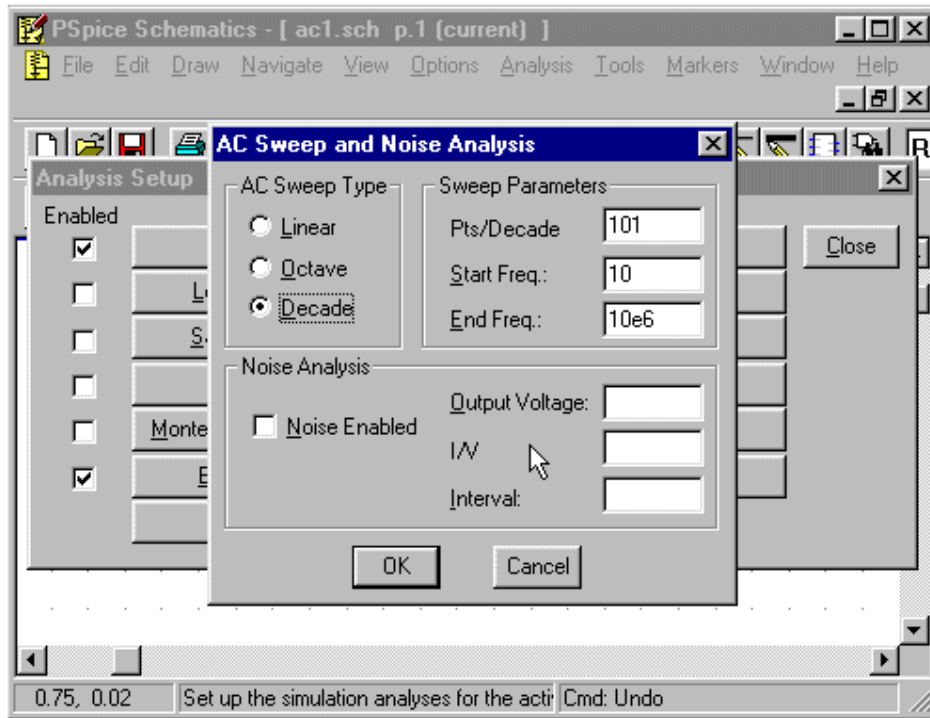 PSpice Schematics - [ ac1.sch p.1 (current) ]
File Edit Draw Navigate View Options Analysis Tools Markers Window Help
AC Sweep and Noise Analysis
Analysis Setup
Enabled
Close
Monte
AC Sweep Type
Linear
Octave
Decade
Sweep Parameters
Pts/Decade 101
Start Freq.: 10
End Freq.: 10e6
Noise Analysis
Noise Enabled
Output Voltage:
I/V
Interval:
OK Cancel
0.75, 0.02 Set up the simulation analyses for the acti Cmd: Undo